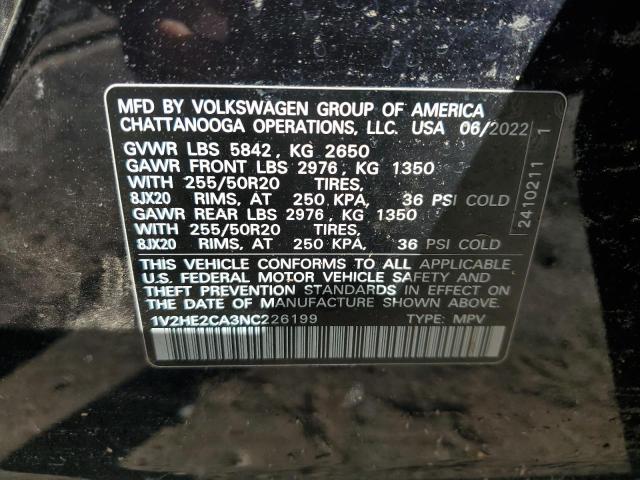 MFD BY VOLKSWAGEN GROUP OF AMERICA
CHATTANOOGA OPERATIONS, LLC. USA 06/2022
GVWR LBS 5842, KG 2650
GAWR FRONT LBS 2976, KG 1350
WITH 255/50R20 TIRES,
8JX20 RIMS, AT 250 KPA, 36 PSI COLD
GAWR REAR LBS 2976, KG 1350
WITH 255/50R20 TIRES,
8JX20 RIMS, AT 250 KPA, 36 PSI COLD
THIS VEHICLE CONFORMS TO ALL APPLICABLE
U.S. FEDERAL MOTOR VEHICLE SAFETY AND
THEFT PREVENTION STANDARDS IN EFFECT ON
THE DATE OF MANUFACTURE SHOWN ABOVE
1V2HE2CA3NC226199 TYPE: MPV
2410211 1